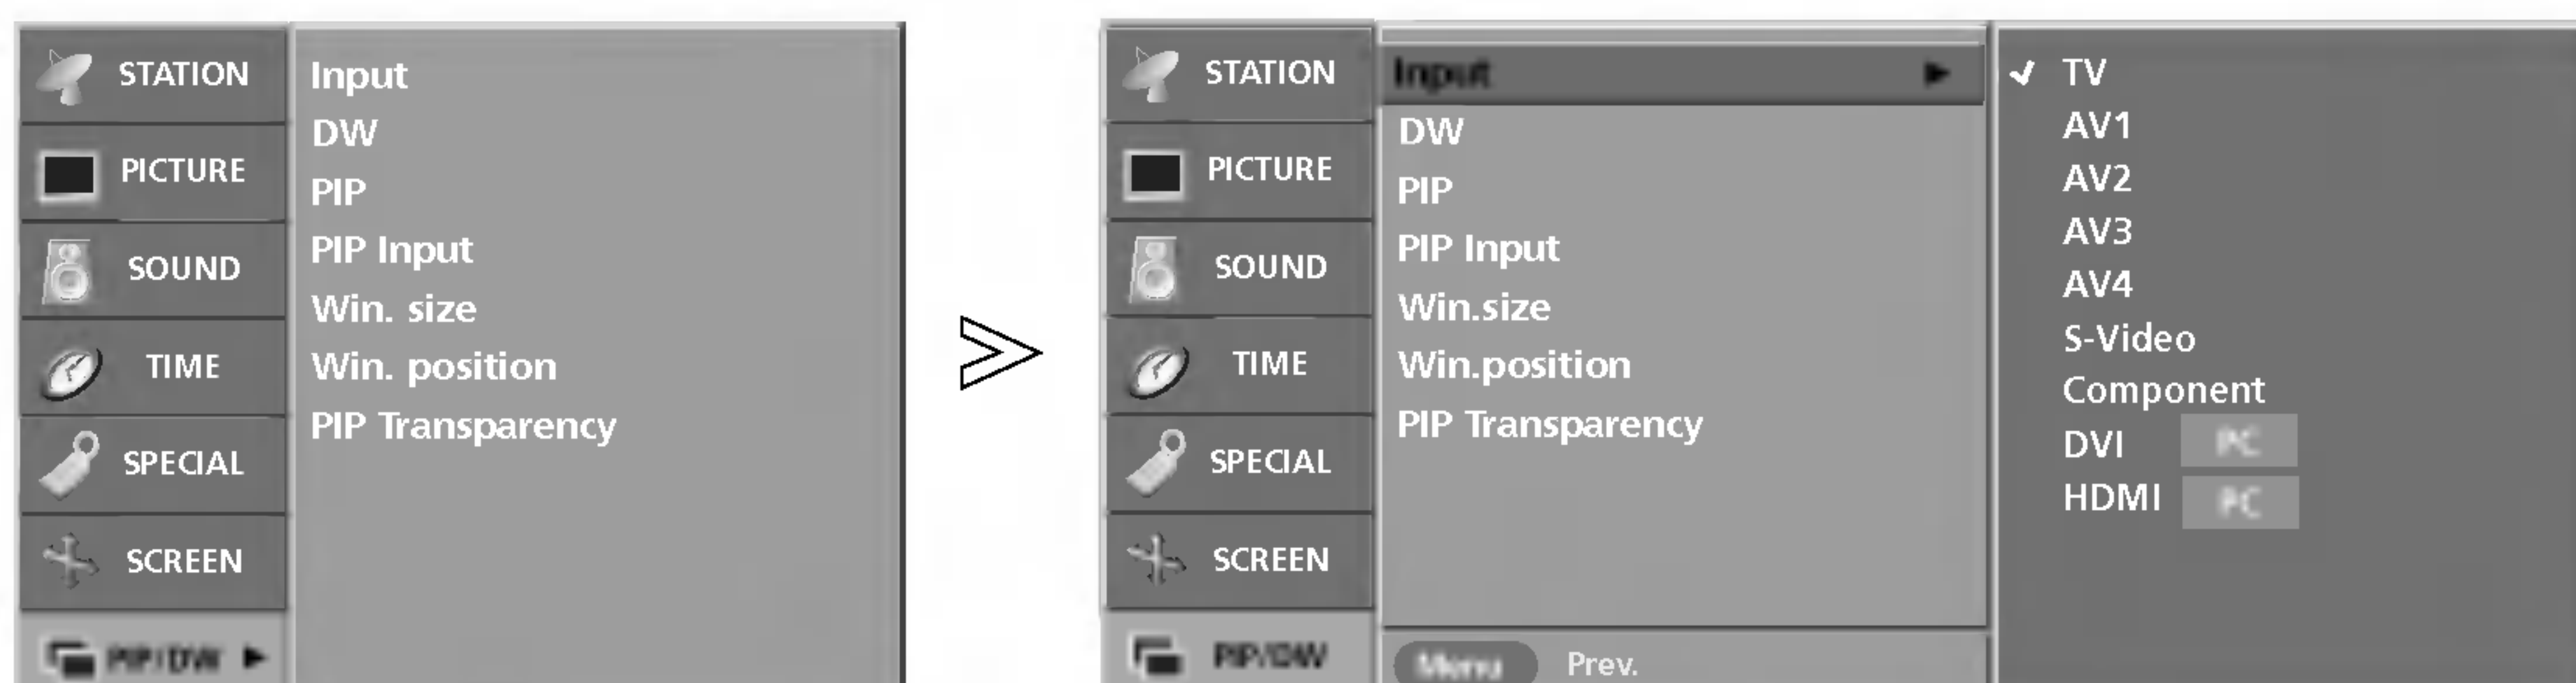 STATION
PICTURE
SOUND
TIME
SPECIAL
SCREEN
PIP/DW
Input
DW
PIP
PIP Input
Win. size
Win. position
PIP Transparency
STATION
PICTURE
SOUND
TIME
SPECIAL
SCREEN
PIP/DW
Input
DW
PIP
PIP Input
Win.size
Win.position
PIP Transparency
Menu Prev.
TV
AV1
AV2
AV3
AV4
S-Video
Component
DVI PC
HDMI PC